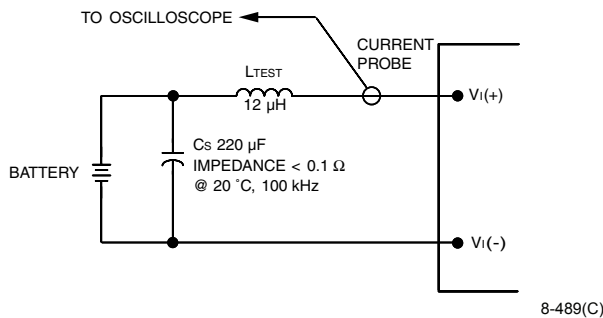 TO OSCILLOSCOPE
CURRENT
PROBE
LTEST
12 µH
VI(+)
CS 220 µF
IMPEDANCE < 0.1 Ω
@ 20 ˚C, 100 kHz
BATTERY
VI(-)
8-489(C)